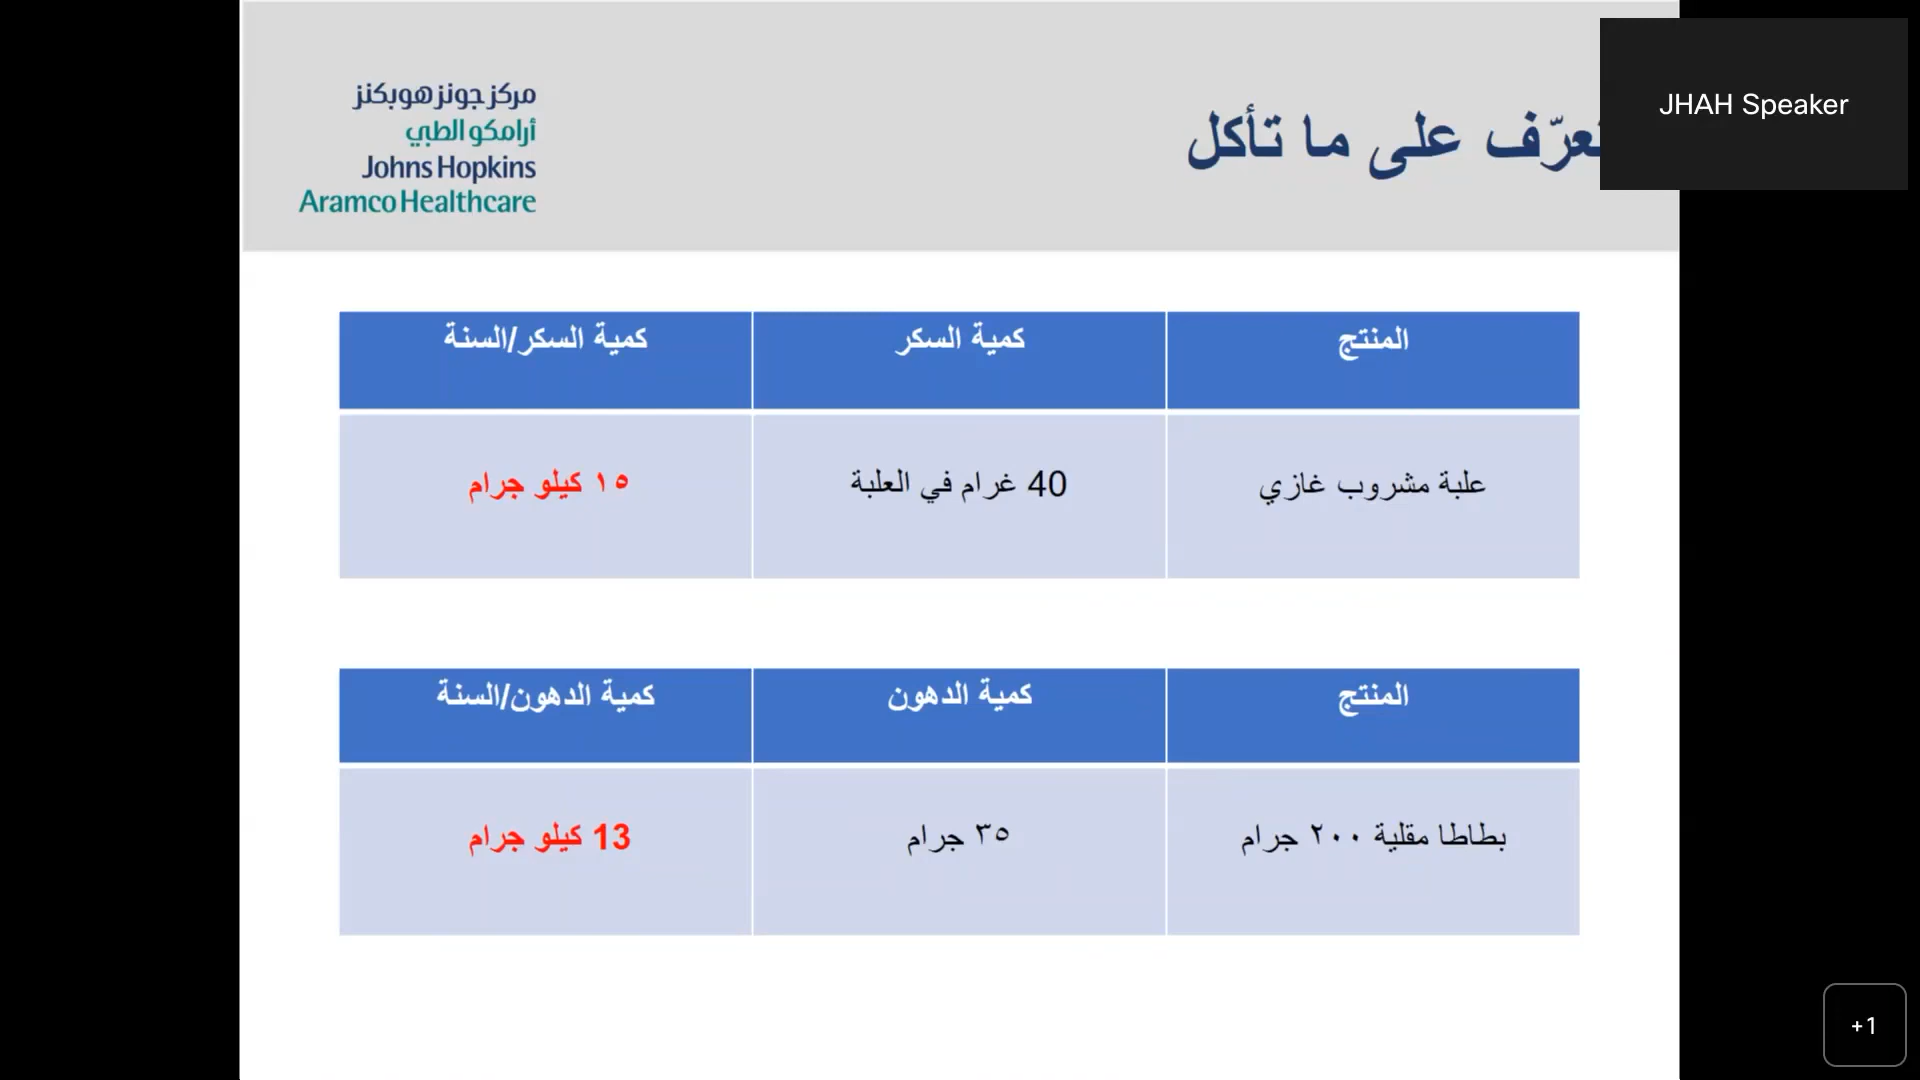 مركز جونز هوبكنز
أرامكو الطبي
Johns Hopkins
Aramco Healthcare
على ما تأكل
JHAH Speaker
المنتج كمية السكر كمية السكر/السنة
علبة مشروب غازي 40 غرام في العلبة ١٥ كيلو جرام
المنتج كمية الدهون كمية الدهون/السنة
بطاطا مقلية ٢٠٠ جرام ٣٥ جرام 13 كيلو جرام
+1